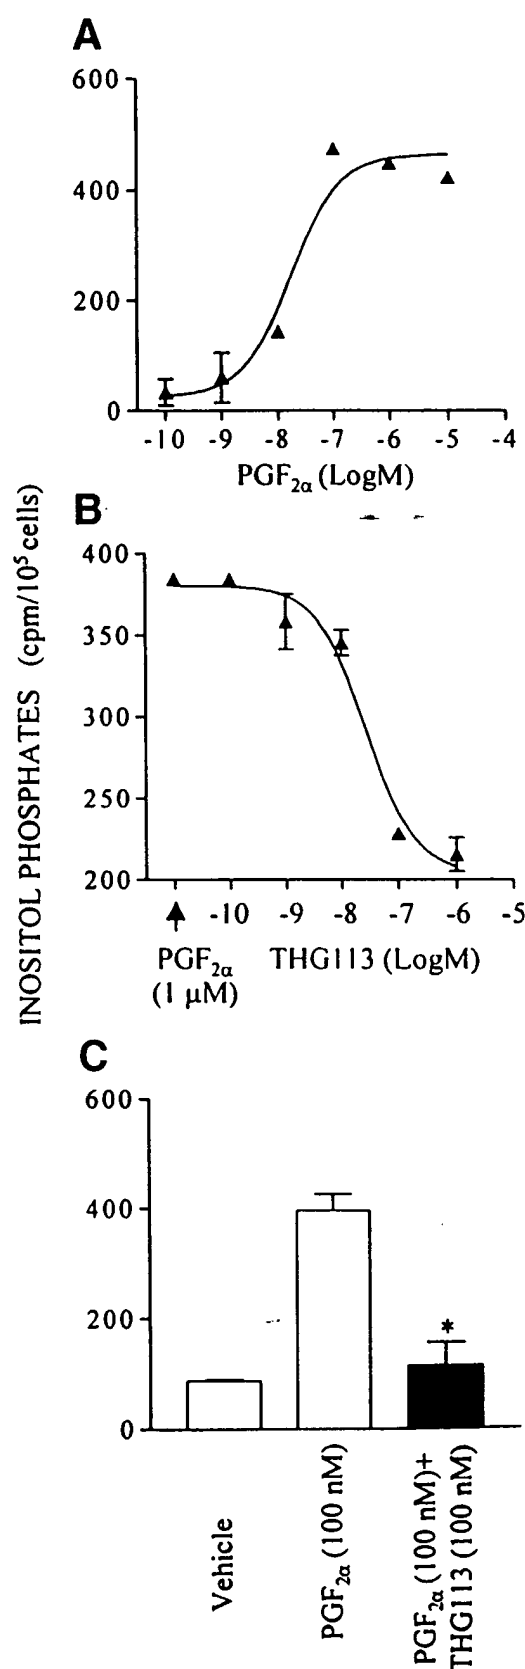 A
600
400
200
0
-10 -9 -8 -7 -6 -5 -4
PGF2α (LogM)
INOSITOL PHOSPHATES (cpm/10⁵ cells)
B
400
350
300
250
200
-10 -9 -8 -7 -6 -5
PGF2α THG113 (LogM)
(1 μM)
C
600
400
200
0
*
Vehicle
PGF2α (100 nM)
PGF2α (100 nM)+
THG113 (100 nM)